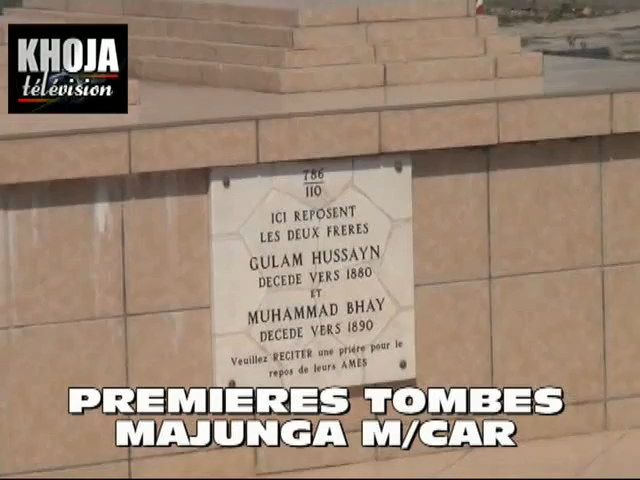 KHOJA
télévision
786
110
ICI REPOSENT
LES DEUX FRERES
GULAM HUSSAYN
DECEDE VERS 1880
ET
MUHAMMAD BHAY
DECEDE VERS 1890
Veuillez RECITER une prière pour le
repos de leurs AMES
PREMIERES TOMBES
MAJUNGA M/CAR